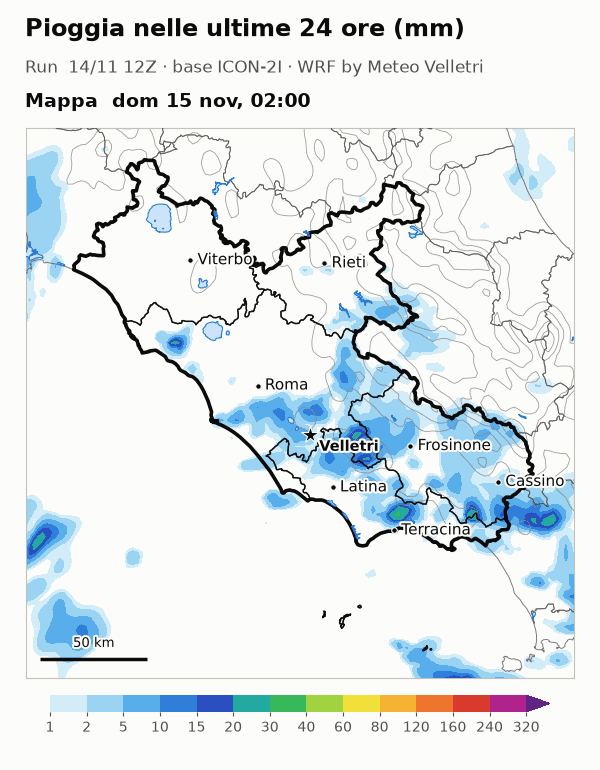 Pioggia nelle ultime 24 ore (mm)
Run  14/11 12Z · base ICON-2I · WRF by Meteo Velletri
Mappa  dom 15 nov, 02:00
Viterbo
Rieti
Roma
Velletri
Frosinone
Latina
Cassino
Terracina
50 km
1 2 5 10 15 20 30 40 60 80 120 160 240 320